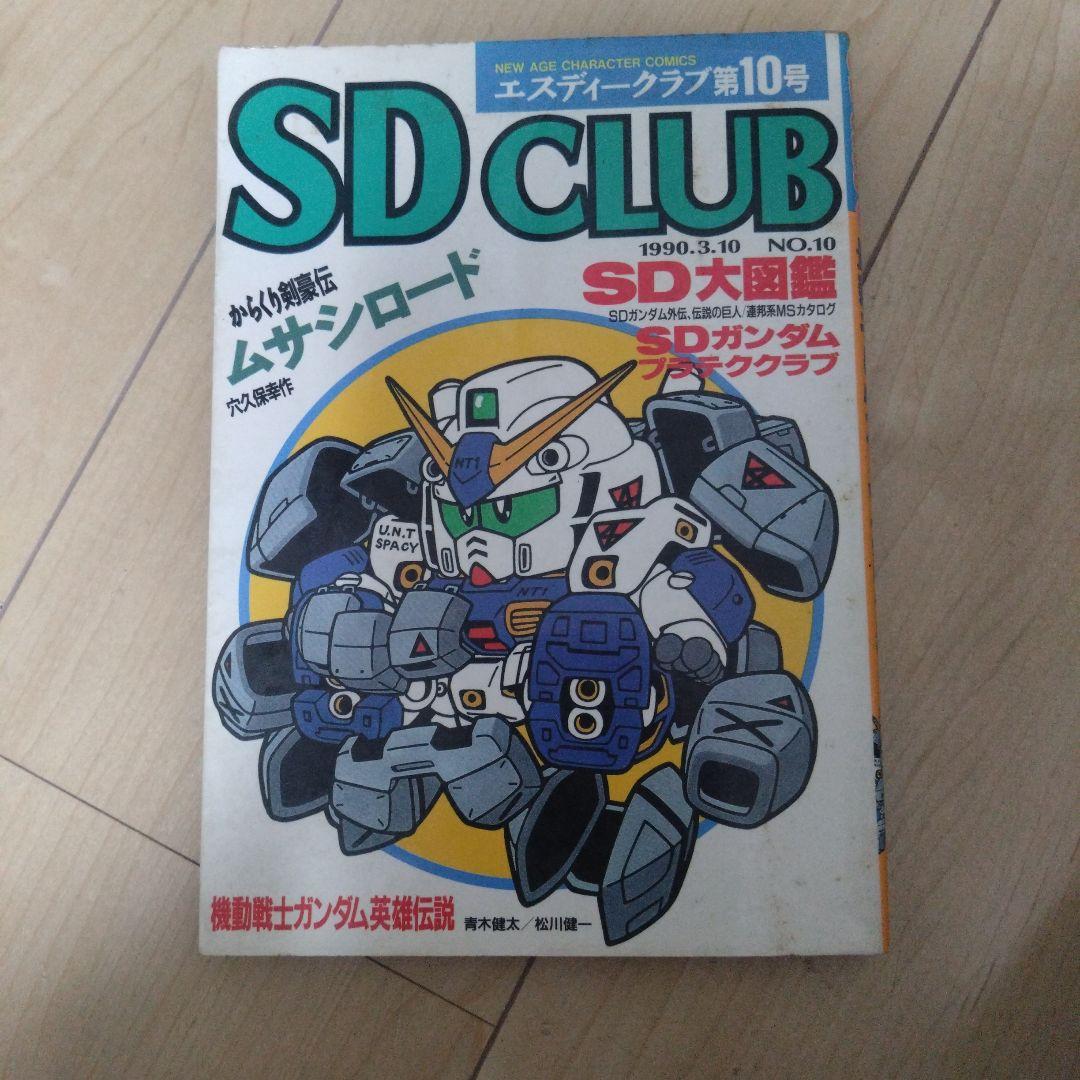 NEW AGE CHARACTER COMICS
エスディークラブ第10号
SD CLUB
1990.3.10 NO.10
からくり剣豪伝
ムサシロード
穴久保幸作
SD大図鑑
SDガンダム外伝、伝説の巨人/連邦系MSカタログ
SDガンダム
プラテククラブ
NT1
U.N.T
SPACY
NT1
機動戦士ガンダム英雄伝説 青木健太/松川健一